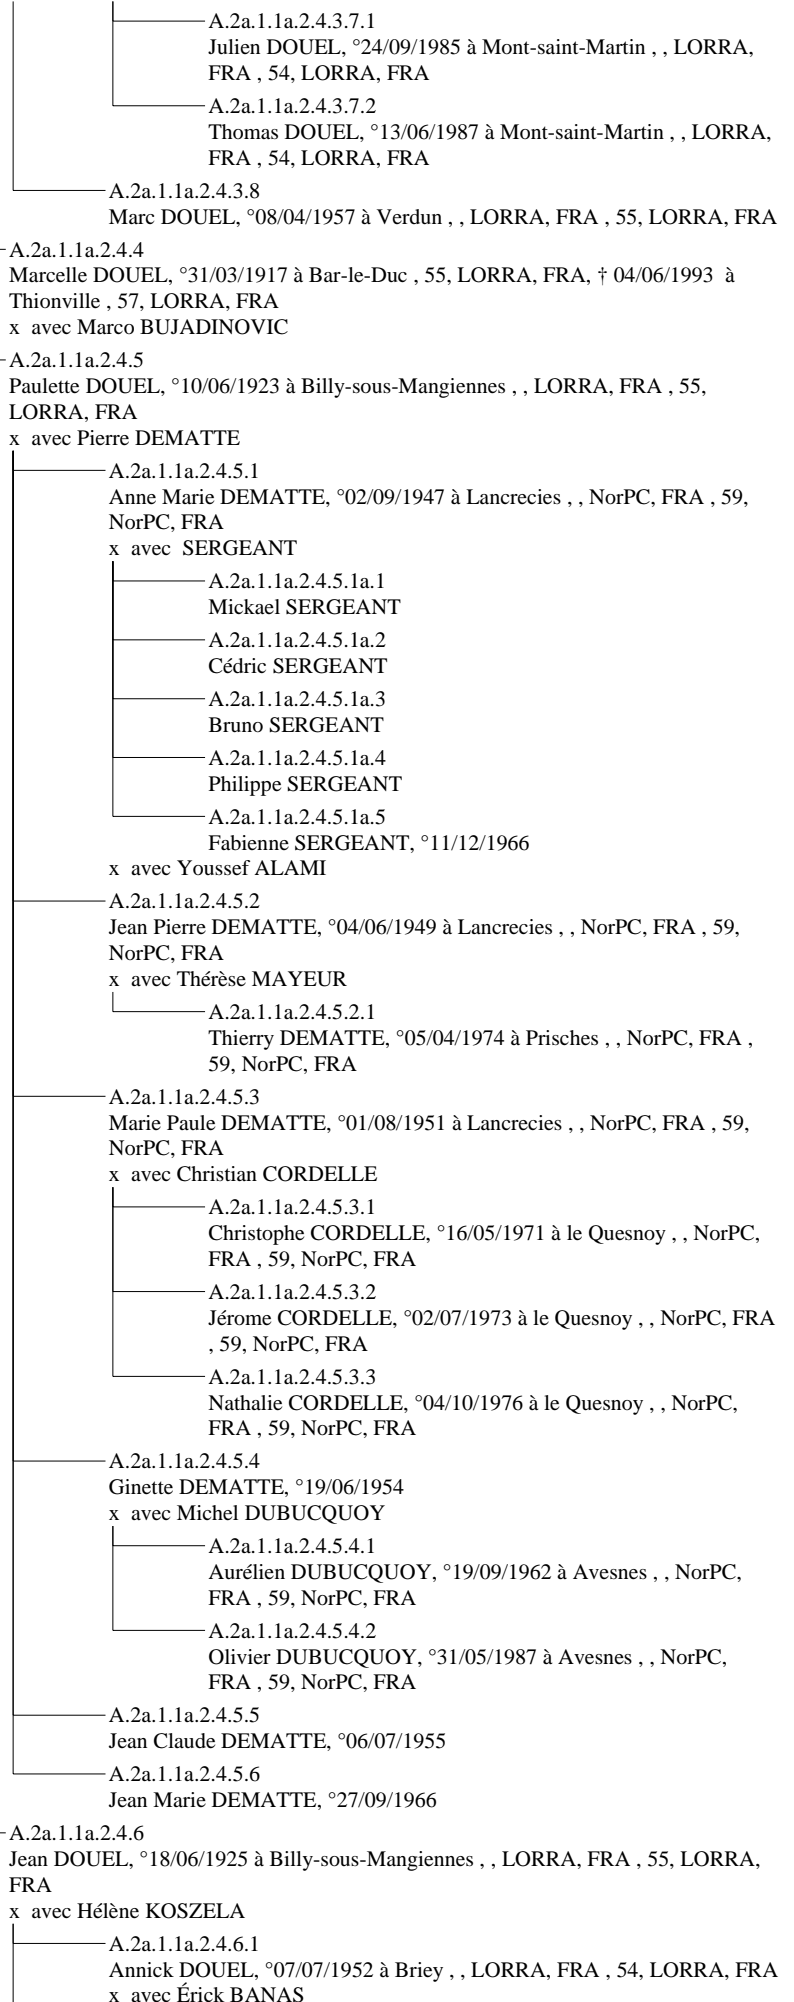 A.2a.1.1a.2.4.3.7.1
Julien DOUEL, °24/09/1985 à Mont-saint-Martin , , LORRA,
FRA , 54, LORRA, FRA
A.2a.1.1a.2.4.3.7.2
Thomas DOUEL, °13/06/1987 à Mont-saint-Martin , , LORRA,
FRA , 54, LORRA, FRA
A.2a.1.1a.2.4.3.8
Marc DOUEL, °08/04/1957 à Verdun , , LORRA, FRA , 55, LORRA, FRA
A.2a.1.1a.2.4.4
Marcelle DOUEL, °31/03/1917 à Bar-le-Duc , 55, LORRA, FRA, † 04/06/1993 à
Thionville , 57, LORRA, FRA
x avec Marco BUJADINOVIC
A.2a.1.1a.2.4.5
Paulette DOUEL, °10/06/1923 à Billy-sous-Mangiennes , , LORRA, FRA , 55,
LORRA, FRA
x avec Pierre DEMATTE
A.2a.1.1a.2.4.5.1
Anne Marie DEMATTE, °02/09/1947 à Lancrecies , , NorPC, FRA , 59,
NorPC, FRA
x avec SERGEANT
A.2a.1.1a.2.4.5.1a.1
Mickael SERGEANT
A.2a.1.1a.2.4.5.1a.2
Cédric SERGEANT
A.2a.1.1a.2.4.5.1a.3
Bruno SERGEANT
A.2a.1.1a.2.4.5.1a.4
Philippe SERGEANT
A.2a.1.1a.2.4.5.1a.5
Fabienne SERGEANT, °11/12/1966
x avec Youssef ALAMI
A.2a.1.1a.2.4.5.2
Jean Pierre DEMATTE, °04/06/1949 à Lancrecies , , NorPC, FRA , 59,
NorPC, FRA
x avec Thérèse MAYEUR
A.2a.1.1a.2.4.5.2.1
Thierry DEMATTE, °05/04/1974 à Prisches , , NorPC, FRA ,
59, NorPC, FRA
A.2a.1.1a.2.4.5.3
Marie Paule DEMATTE, °01/08/1951 à Lancrecies , , NorPC, FRA , 59,
NorPC, FRA
x avec Christian CORDELLE
A.2a.1.1a.2.4.5.3.1
Christophe CORDELLE, °16/05/1971 à le Quesnoy , , NorPC,
FRA , 59, NorPC, FRA
A.2a.1.1a.2.4.5.3.2
Jérome CORDELLE, °02/07/1973 à le Quesnoy , , NorPC, FRA
, 59, NorPC, FRA
A.2a.1.1a.2.4.5.3.3
Nathalie CORDELLE, °04/10/1976 à le Quesnoy , , NorPC,
FRA , 59, NorPC, FRA
A.2a.1.1a.2.4.5.4
Ginette DEMATTE, °19/06/1954
x avec Michel DUBUCQUOY
A.2a.1.1a.2.4.5.4.1
Aurélien DUBUCQUOY, °19/09/1962 à Avesnes , , NorPC,
FRA , 59, NorPC, FRA
A.2a.1.1a.2.4.5.4.2
Olivier DUBUCQUOY, °31/05/1987 à Avesnes , , NorPC,
FRA , 59, NorPC, FRA
A.2a.1.1a.2.4.5.5
Jean Claude DEMATTE, °06/07/1955
A.2a.1.1a.2.4.5.6
Jean Marie DEMATTE, °27/09/1966
A.2a.1.1a.2.4.6
Jean DOUEL, °18/06/1925 à Billy-sous-Mangiennes , , LORRA, FRA , 55, LORRA,
FRA
x avec Hélène KOSZELA
A.2a.1.1a.2.4.6.1
Annick DOUEL, °07/07/1952 à Briey , , LORRA, FRA , 54, LORRA, FRA
x avec Érick BANAS